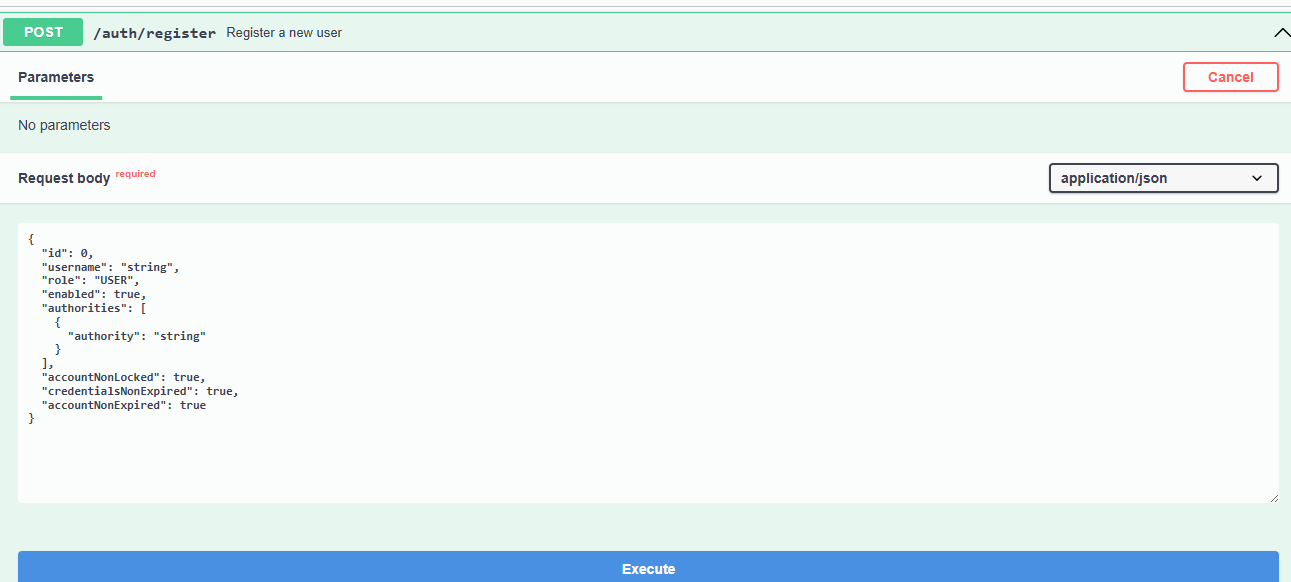 POST /auth/register Register a new user
Parameters Cancel
No parameters
Request body required application/json
{
  "id": 0,
  "username": "string",
  "role": "USER",
  "enabled": true,
  "authorities": [
    {
      "authority": "string"
    }
  ],
  "accountNonLocked": true,
  "credentialsNonExpired": true,
  "accountNonExpired": true
}
Execute